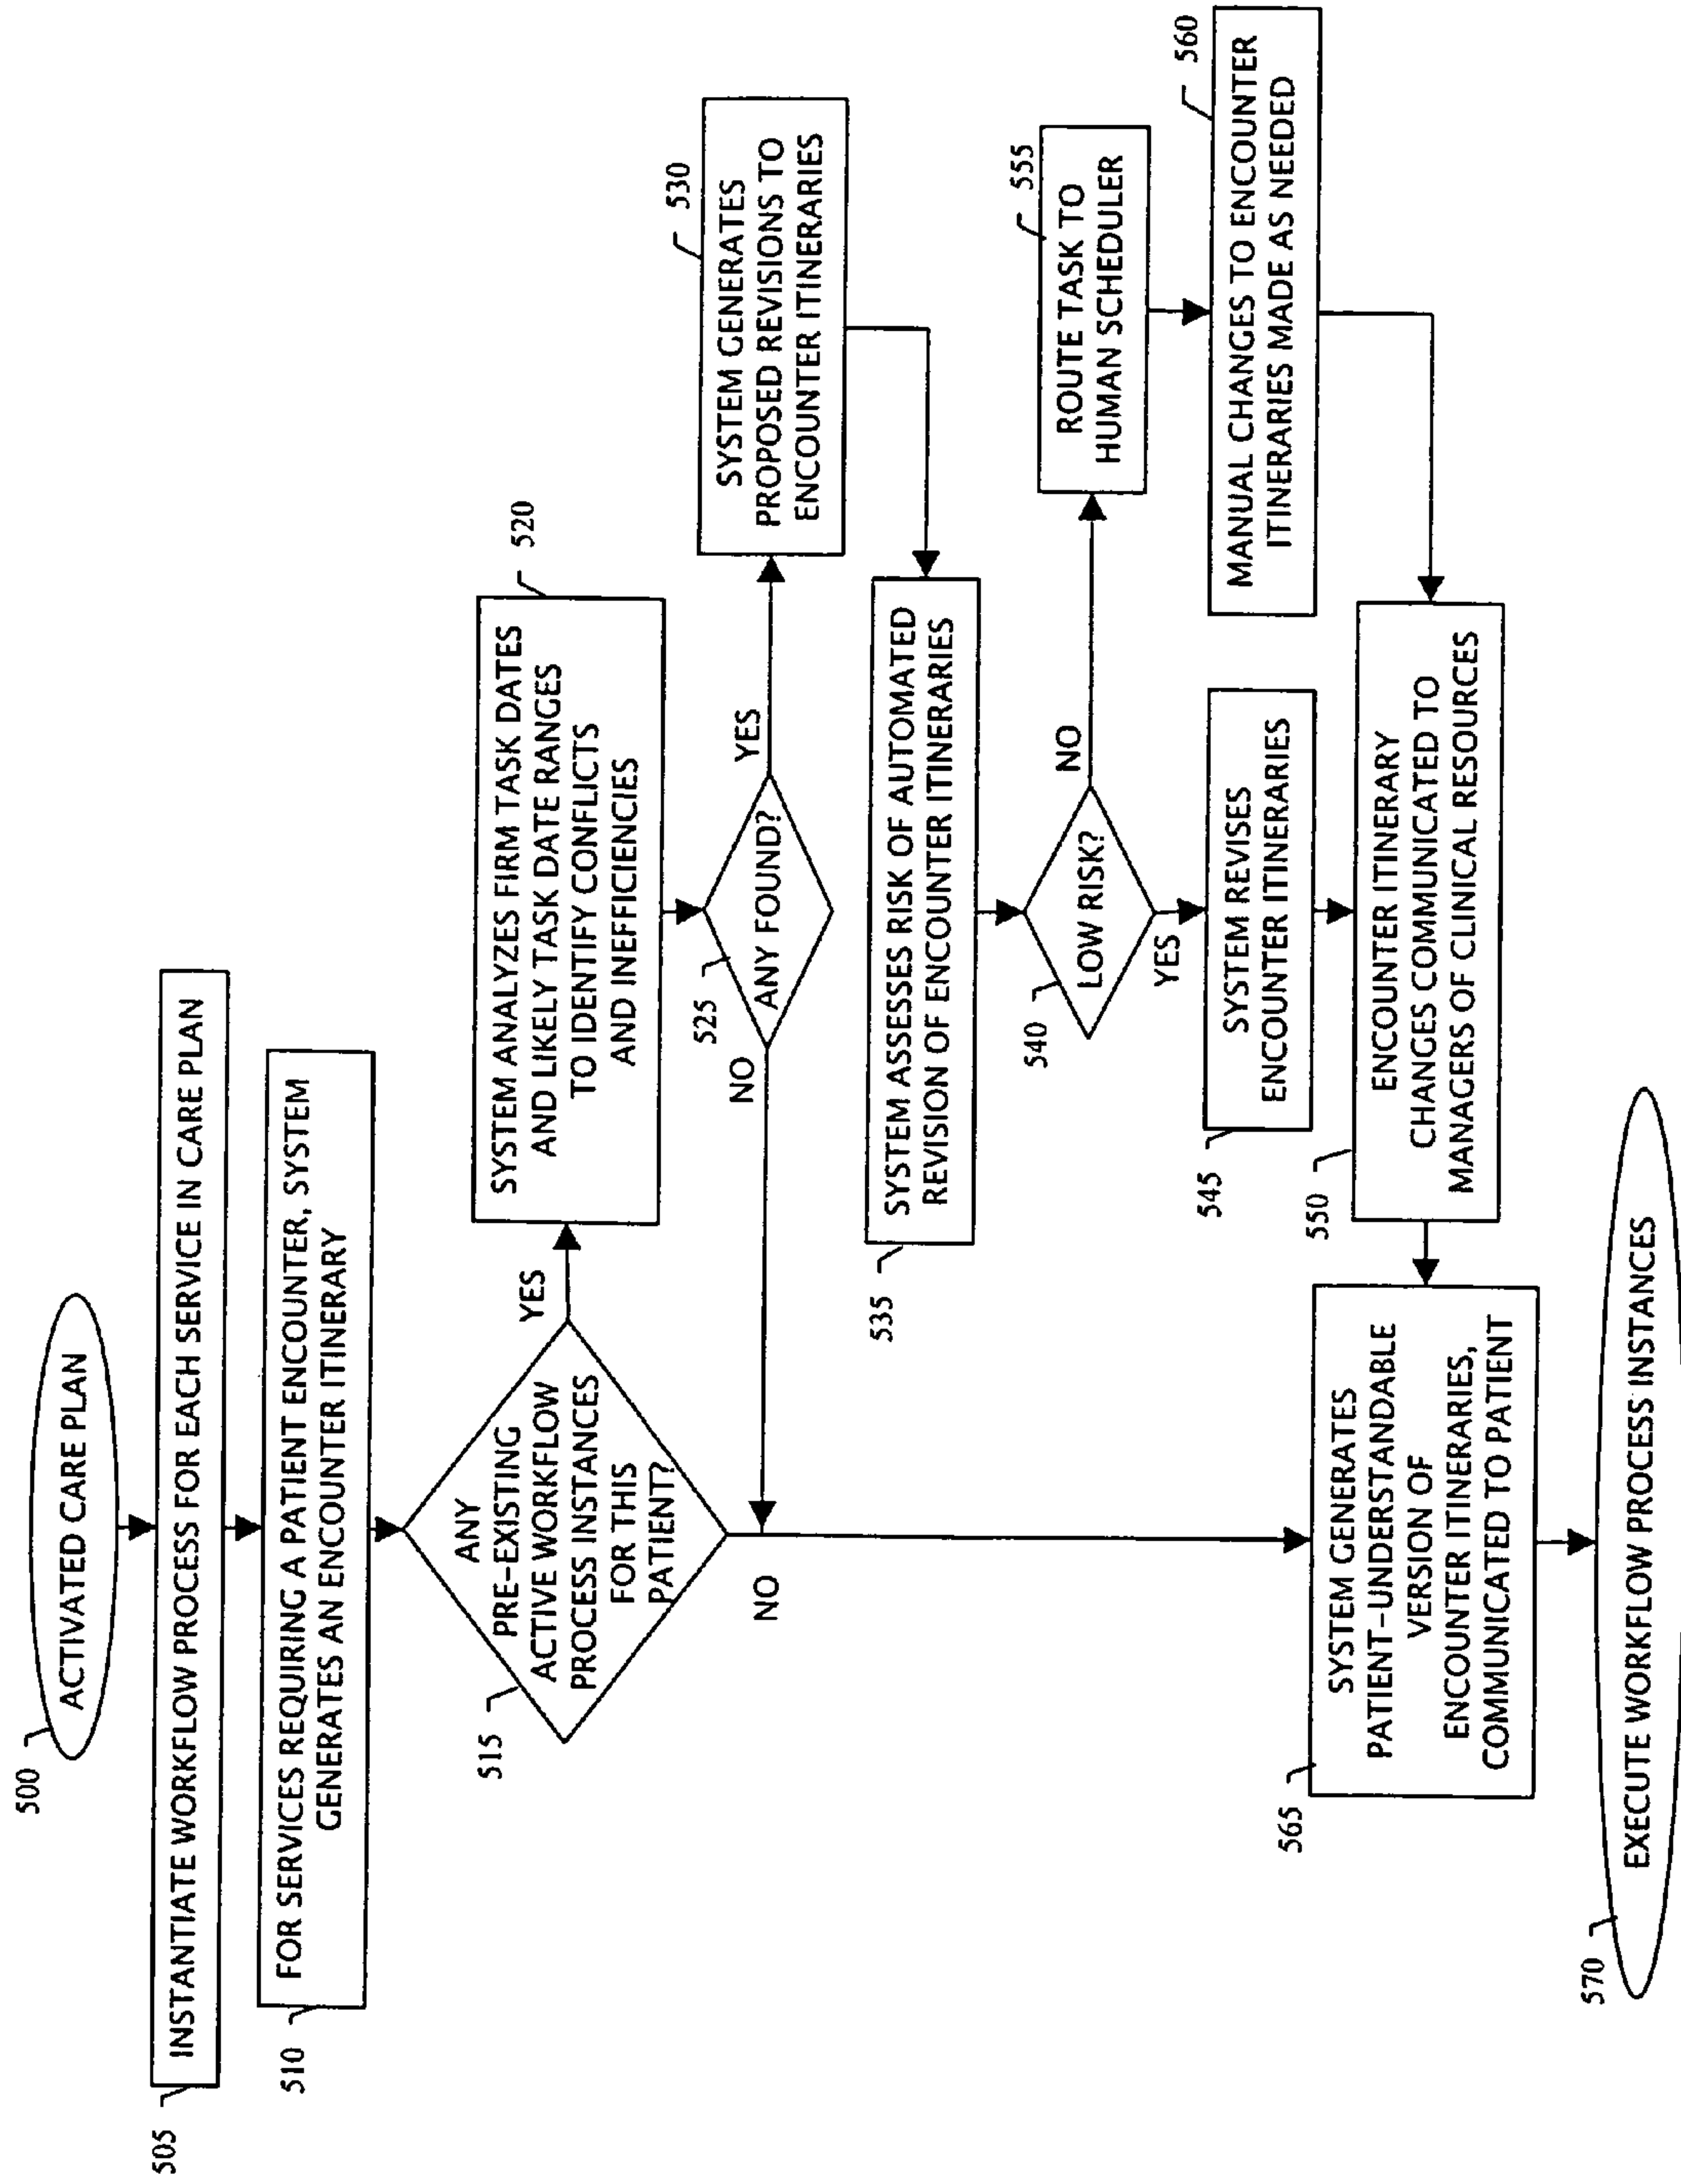 500
ACTIVATED CARE PLAN
505
INSTANTIATE WORKFLOW PROCESS FOR EACH SERVICE IN CARE PLAN
510
FOR SERVICES REQUIRING A PATIENT ENCOUNTER, SYSTEM
GENERATES AN ENCOUNTER ITINERARY
515
ANY
PRE-EXISTING
ACTIVE WORKFLOW
PROCESS INSTANCES
FOR THIS
PATIENT?
YES
NO
520
SYSTEM ANALYZES FIRM TASK DATES
AND LIKELY TASK DATE RANGES
TO IDENTIFY CONFLICTS
AND INEFFICIENCIES
525
ANY FOUND?
NO
YES
530
SYSTEM GENERATES
PROPOSED REVISIONS TO
ENCOUNTER ITINERARIES
535
SYSTEM ASSESSES RISK OF AUTOMATED
REVISION OF ENCOUNTER ITINERARIES
540
LOW RISK?
NO
YES
555
ROUTE TASK TO
HUMAN SCHEDULER
545
SYSTEM REVISES
ENCOUNTER ITINERARIES
560
MANUAL CHANGES TO ENCOUNTER
ITINERARIES MADE AS NEEDED
550
ENCOUNTER ITINERARY
CHANGES COMMUNICATED TO
MANAGERS OF CLINICAL RESOURCES
565
SYSTEM GENERATES
PATIENT-UNDERSTANDABLE
VERSION OF
ENCOUNTER ITINERARIES,
COMMUNICATED TO PATIENT
570
EXECUTE WORKFLOW PROCESS INSTANCES